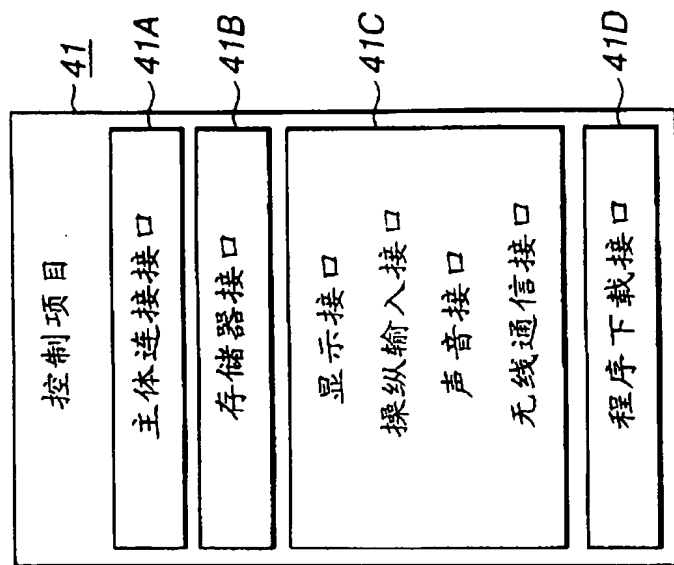 控制项目
41
主体连接接口
41A
存储器接口
41B
显示接口
操纵输入接口
声音接口
无线通信接口
41C
程序下载接口
41D